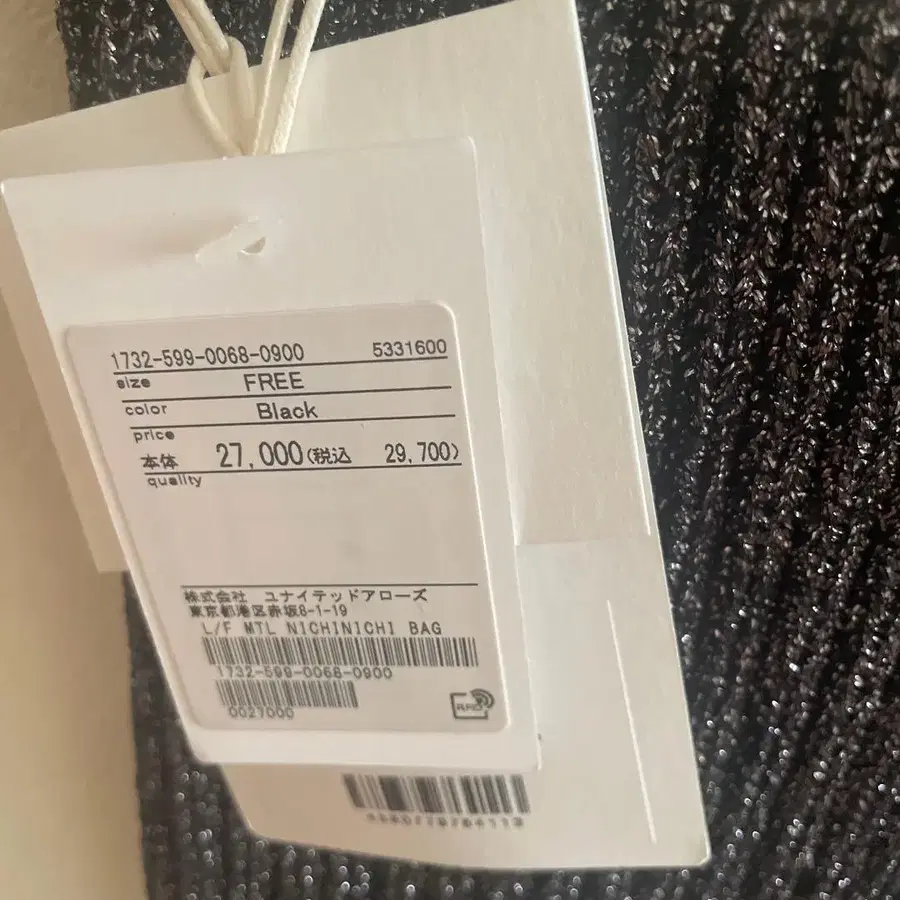 1732-599-0068-0900 5331600
size FREE
color Black
price
本体 27,000(税込 29,700)
quality
株式会社 ユナイテッドアローズ
東京都港区赤坂8-1-19
L/F MTL NICHINICHI BAG
1732-599-0068-0900
0027000
RFID